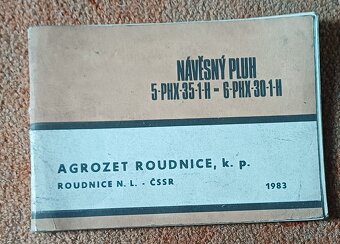 NÁVĚSNÝ PLUH
5-PHX-35-1-H = 6-PHX-30-1-H
AGROZET ROUDNICE, k. p.
ROUDNICE N. L. - ČSSR 1983